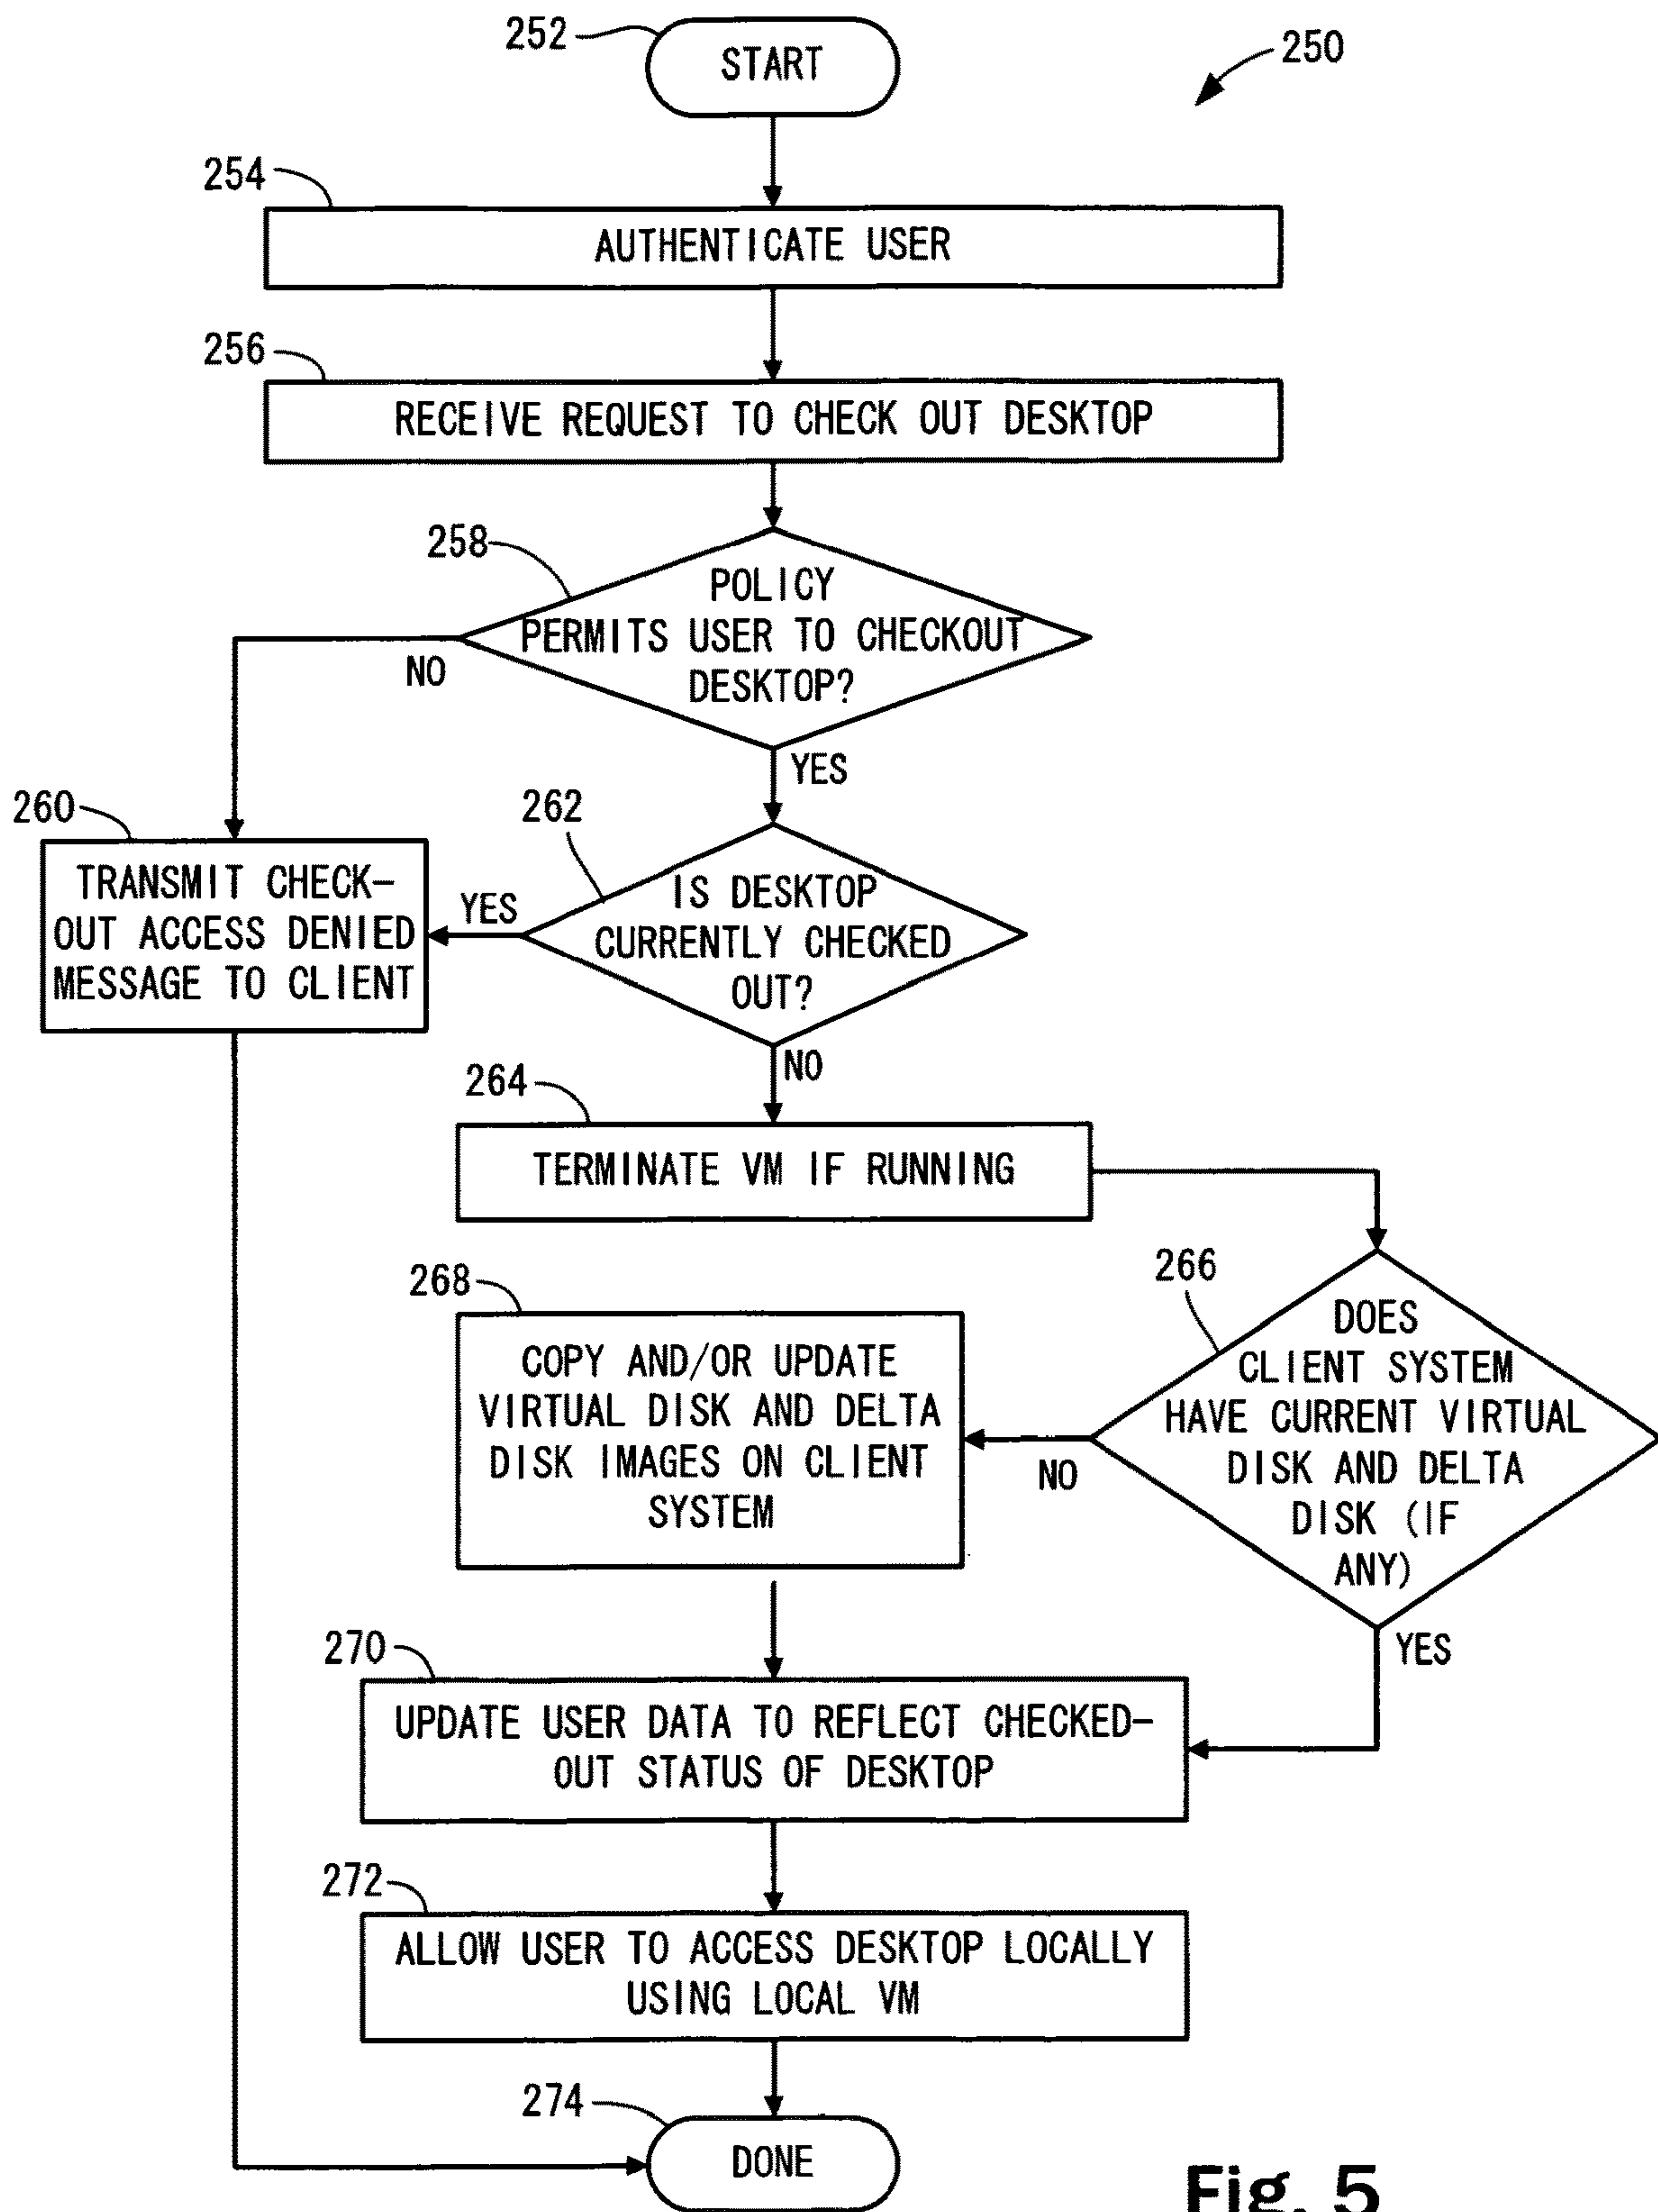 252
START
250
254
AUTHENTICATE USER
256
RECEIVE REQUEST TO CHECK OUT DESKTOP
258
POLICY
PERMITS USER TO CHECKOUT
DESKTOP?
NO
YES
260
TRANSMIT CHECK-
OUT ACCESS DENIED
MESSAGE TO CLIENT
262
YES
IS DESKTOP
CURRENTLY CHECKED
OUT?
NO
264
TERMINATE VM IF RUNNING
266
DOES
CLIENT SYSTEM
HAVE CURRENT VIRTUAL
DISK AND DELTA
DISK (IF
ANY)
NO
YES
268
COPY AND/OR UPDATE
VIRTUAL DISK AND DELTA
DISK IMAGES ON CLIENT
SYSTEM
270
UPDATE USER DATA TO REFLECT CHECKED-
OUT STATUS OF DESKTOP
272
ALLOW USER TO ACCESS DESKTOP LOCALLY
USING LOCAL VM
274
DONE
Fig. 5